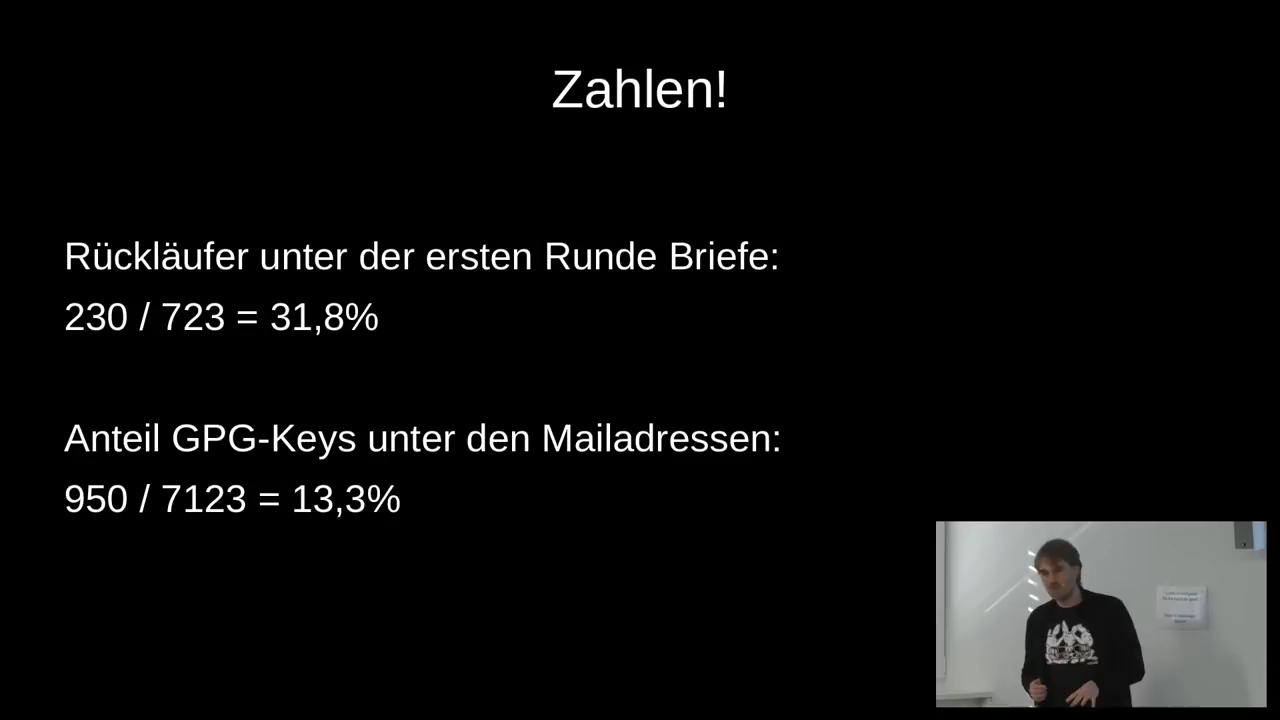 Zahlen!
Rückläufer unter der ersten Runde Briefe:
230 / 723 = 31,8%
Anteil GPG-Keys unter den Mailadressen:
950 / 7123 = 13,3%